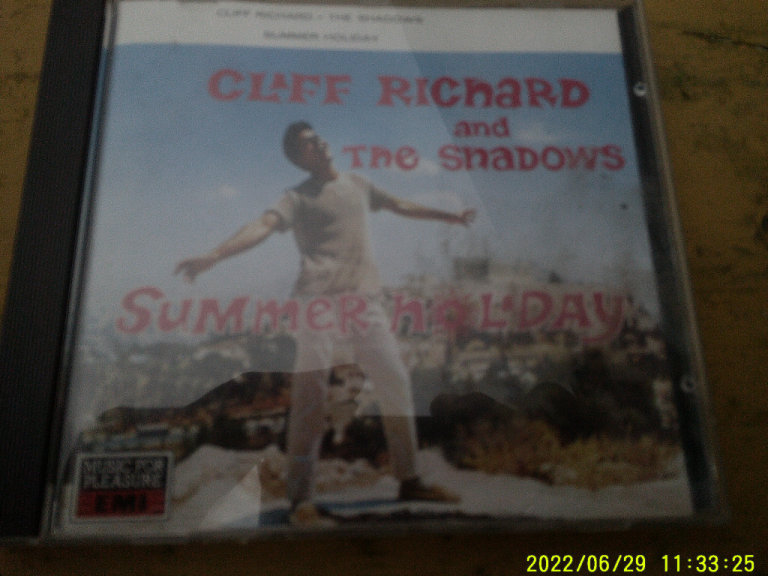 CLIFF RICHARD • THE SHADOWS
SUMMER HOLIDAY
CLIFF RICHARD
and
THE SHADOWS
SUMMER HOLIDAY
MUSIC FOR
PLEASURE
EMI
2022/06/29 11:33:25